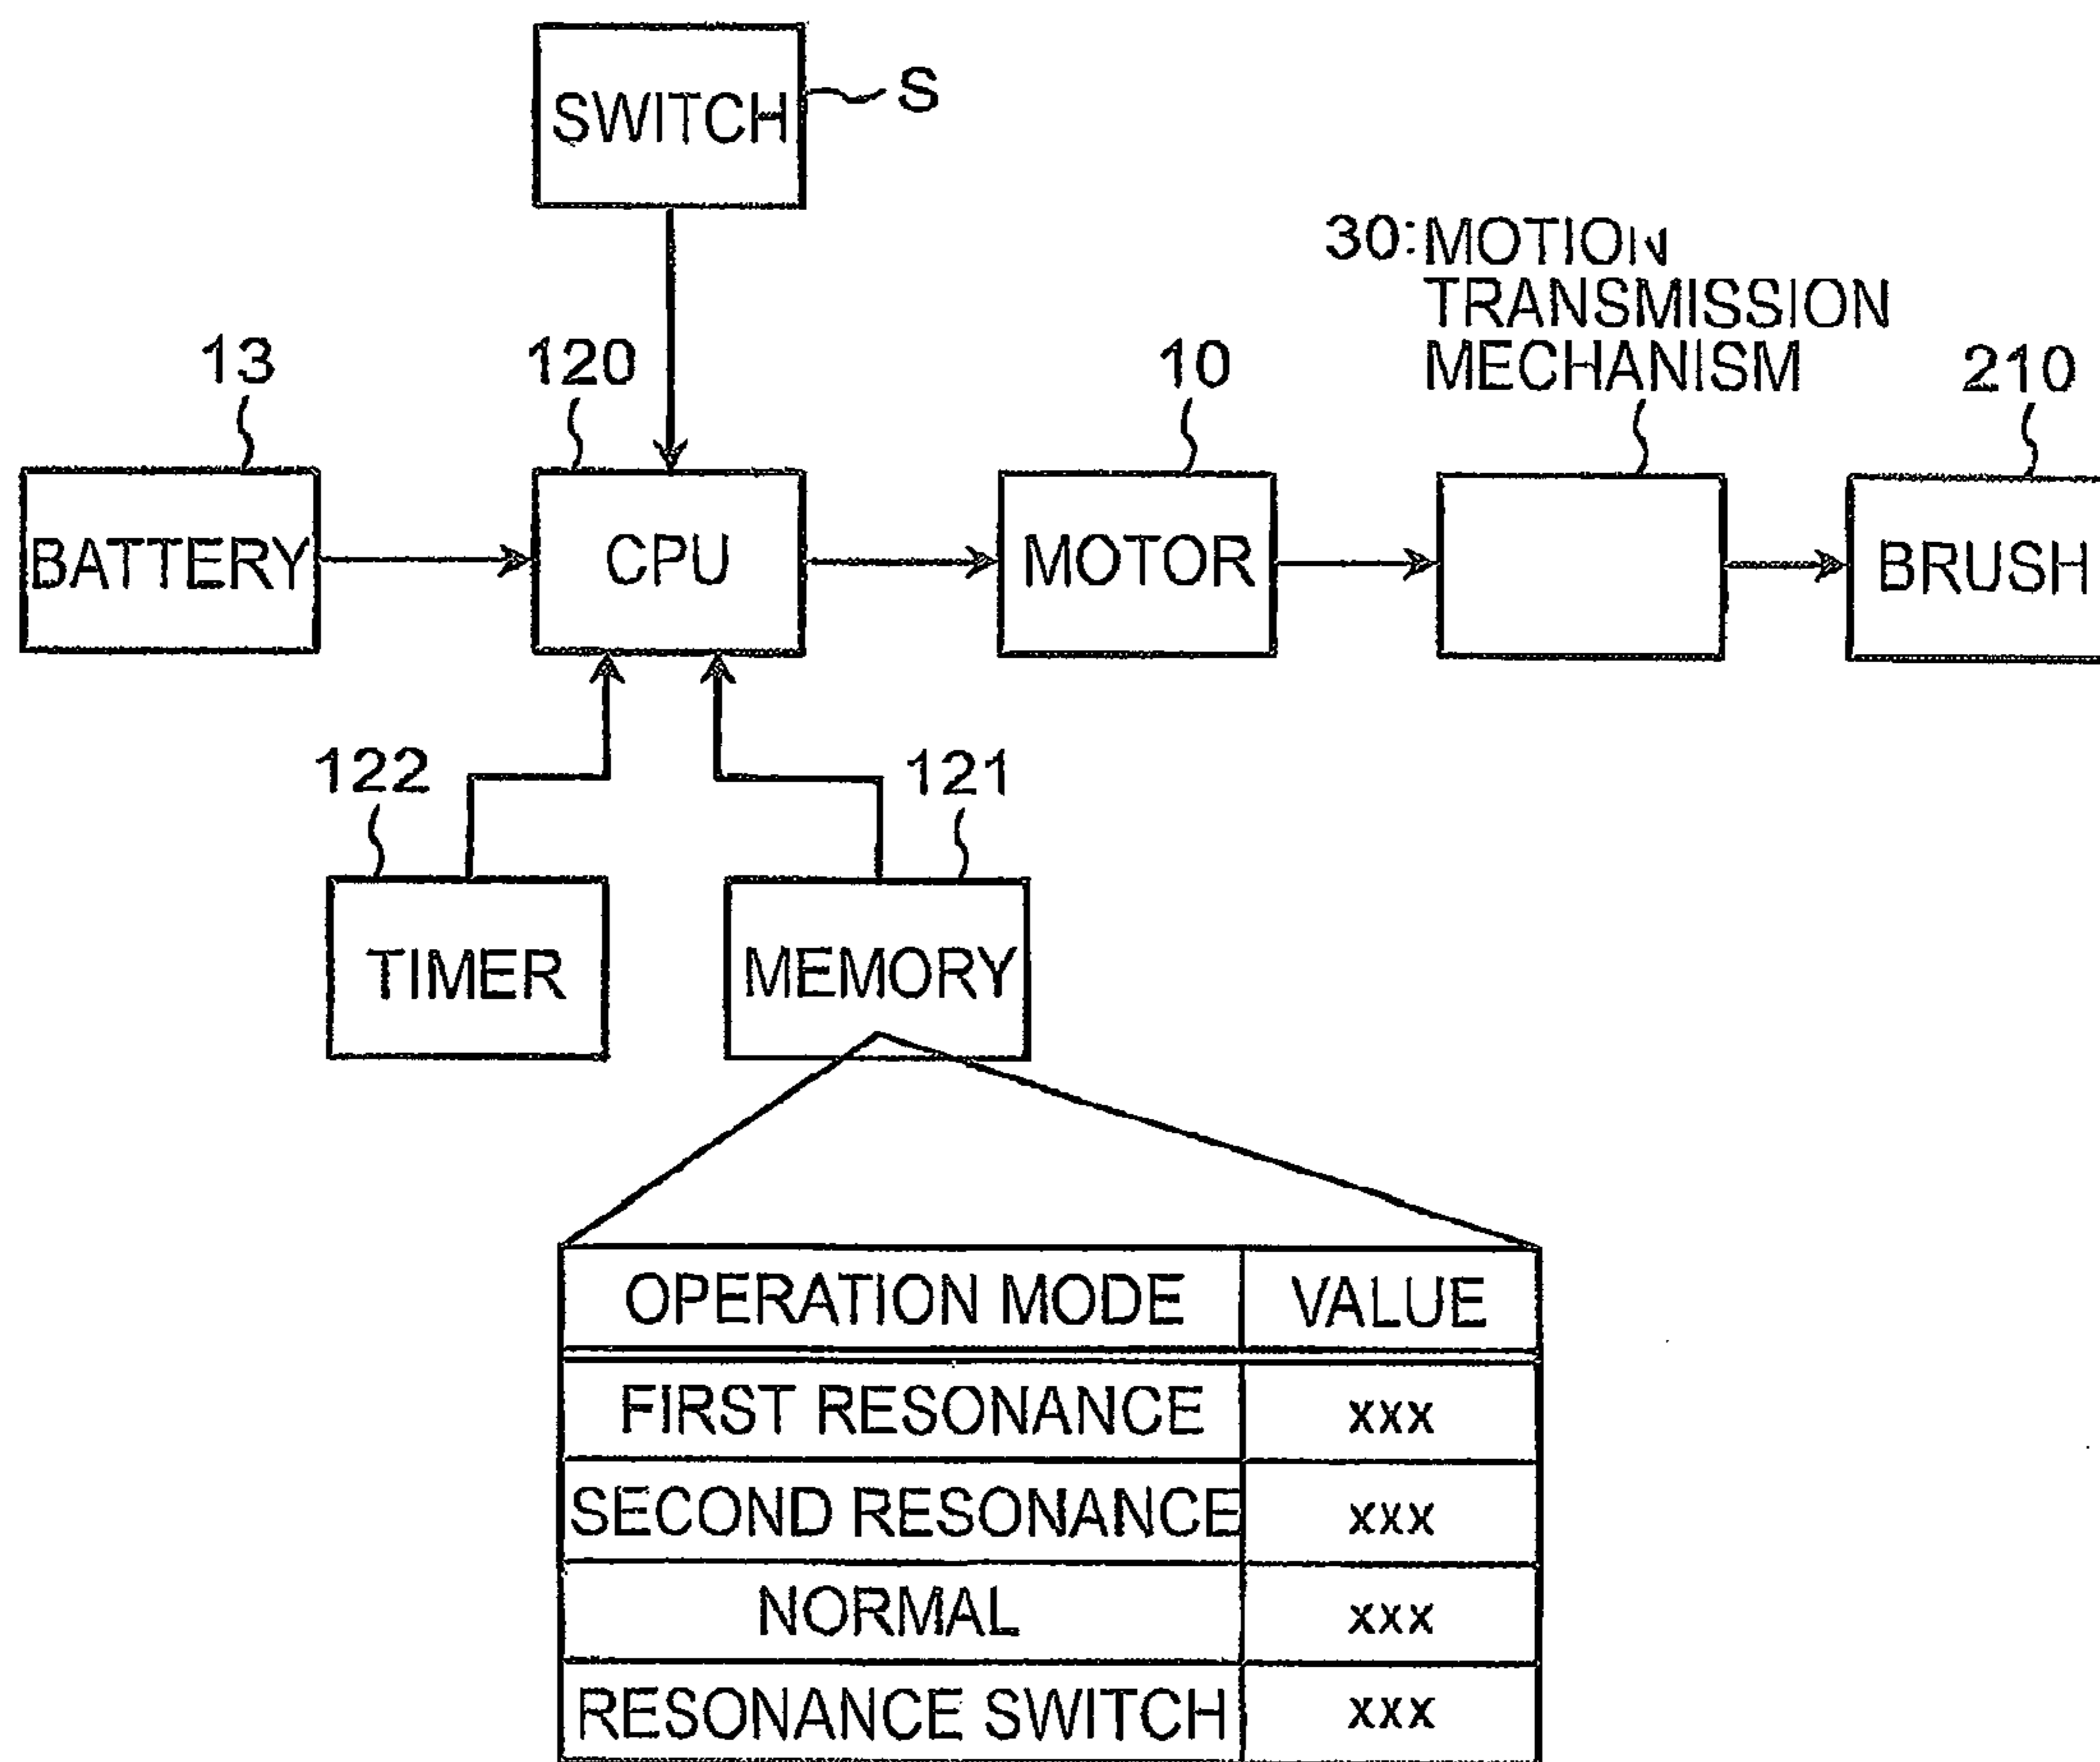 SWITCH
S
30: MOTION
TRANSMISSION
MECHANISM
13
120
10
210
BATTERY
CPU
MOTOR
BRUSH
122
121
TIMER
MEMORY
OPERATION MODE VALUE
FIRST RESONANCE xxx
SECOND RESONANCE xxx
NORMAL xxx
RESONANCE SWITCH xxx